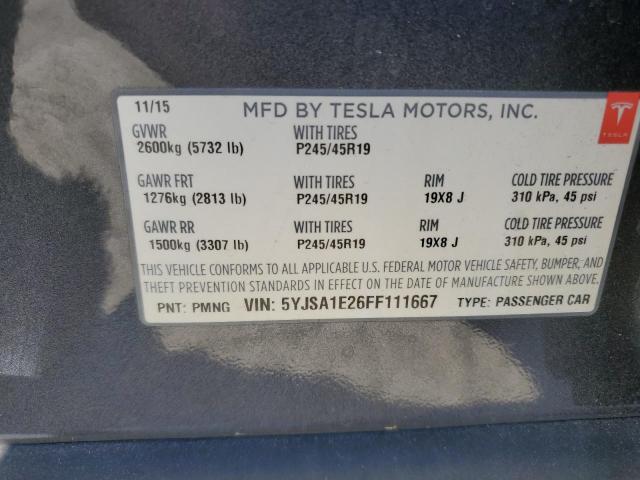 11/15 MFD BY TESLA MOTORS, INC.
GVWR WITH TIRES
2600kg (5732 lb) P245/45R19
TESLA
GAWR FRT WITH TIRES RIM COLD TIRE PRESSURE
1276kg (2813 lb) P245/45R19 19X8 J 310 kPa, 45 psi
GAWR RR WITH TIRES RIM COLD TIRE PRESSURE
1500kg (3307 lb) P245/45R19 19X8 J 310 kPa, 45 psi
THIS VEHICLE CONFORMS TO ALL APPLICABLE U.S. FEDERAL MOTOR VEHICLE SAFETY, BUMPER, AND
THEFT PREVENTION STANDARDS IN EFFECT ON THE DATE OF MANUFACTURE SHOWN ABOVE.
PNT: PMNG VIN: 5YJSA1E26FF111667 TYPE: PASSENGER CAR